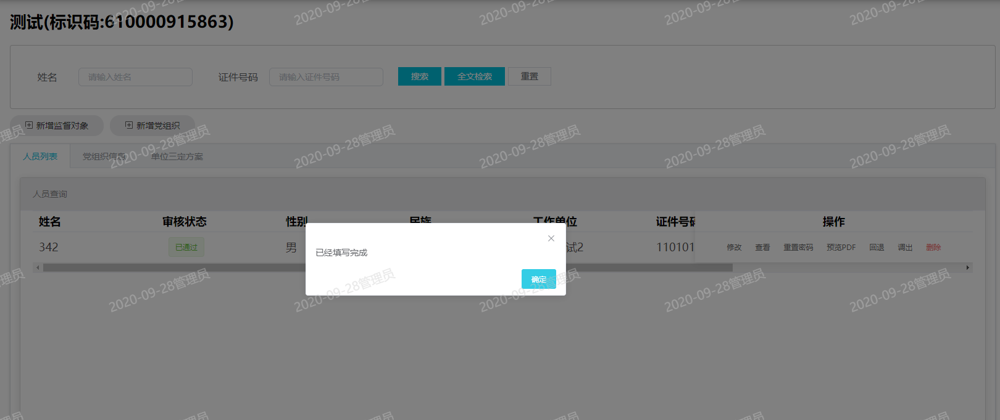 测试(标识码:610000915863)
姓名 请输入姓名 证件号码 请输入证件号码 搜索 全文检索 重置
新增监督对象 新增党组织
人员列表 党组织信息 单位三定方案
人员查询
姓名 审核状态 性别 民族 工作单位 证件号码 操作
342 已通过 男 试2 110101 修改 查看 重置密码 预览PDF 回退 调出 删除
已经填写完成
确定
2020-09-28管理员